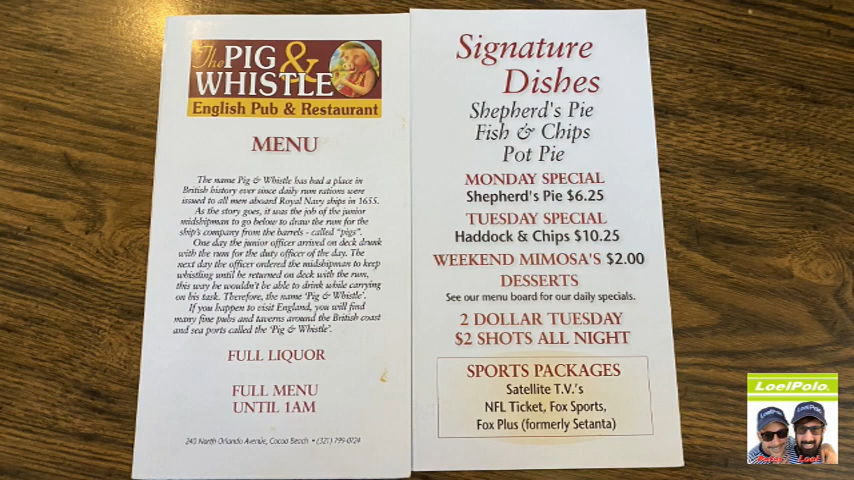 The PIG &
WHISTLE
English Pub & Restaurant
MENU
The name Pig & Whistle has had a place in
British history ever since daily rum rations were
issued to all men aboard Royal Navy ships in 1655.
As the story goes, it was the job of the junior
midshipman to go below to draw the rum for the
ship's company from the barrels - called "pigs".
One day the junior officer arrived on deck drunk
with the rum for the duty officer of the day. The
next day the officer ordered the midshipman to keep
whistling until be returned on deck with the rum,
this way he wouldn't be able to drink while carrying
on his task. Therefore, the name 'Pig & Whistle'.
If you happen to visit England, you will find
many fine pubs and taverns around the British coast
and sea ports called the 'Pig & Whistle'.
FULL LIQUOR
FULL MENU
UNTIL 1AM
240 North Orlando Avenue, Cocoa Beach • (321) 799-0724
Signature
Dishes
Shepherd's Pie
Fish & Chips
Pot Pie
MONDAY SPECIAL
Shepherd's Pie $6.25
TUESDAY SPECIAL
Haddock & Chips $10.25
WEEKEND MIMOSA'S $2.00
DESSERTS
See our menu board for our daily specials.
2 DOLLAR TUESDAY
$2 SHOTS ALL NIGHT
SPORTS PACKAGES
Satellite T.V.'s
NFL Ticket, Fox Sports,
Fox Plus (formerly Setanta)
LoelPolo
LoelPolo
LoelPolo
Loel